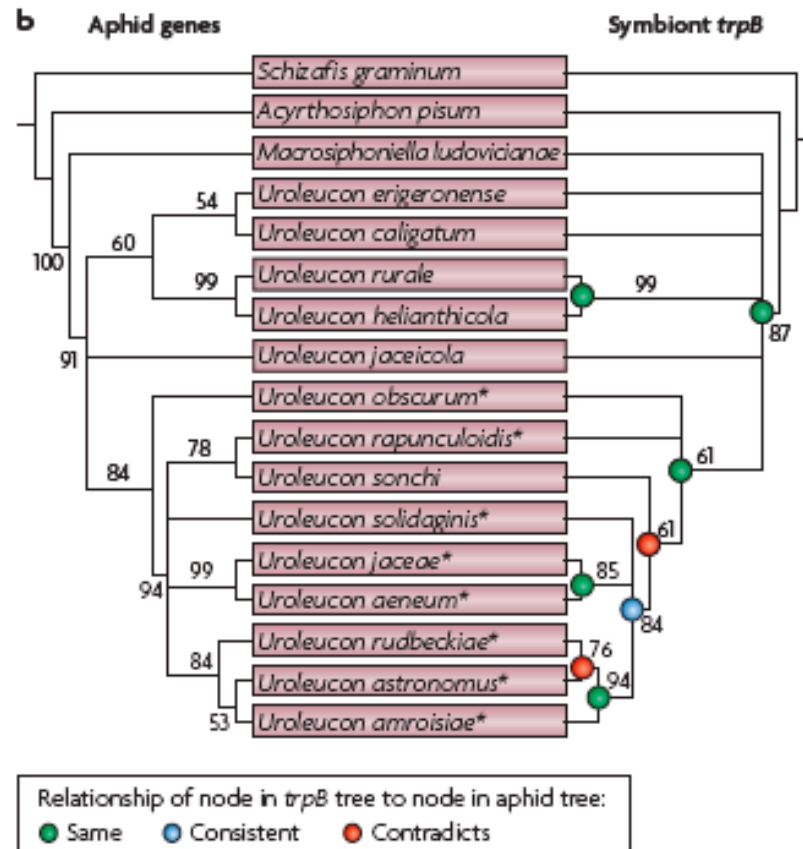 b Aphid genes Symbiont trpB
Schizafis graminum
Acyrthosiphon pisum
Macrosiphoniella ludovicianae
Uroleucon erigeronense
54
Uroleucon caligatum
60
100
Uroleucon rurale
99
99
Uroleucon helianthicola
87
91
Uroleucon jaceicola
Uroleucon obscurum*
Uroleucon rapunculoidis*
78
61
84
Uroleucon sonchi
Uroleucon solidaginis*
61
Uroleucon jaceae*
99
85
94
Uroleucon aeneum*
84
Uroleucon rudbeckiae*
76
84
Uroleucon astronomus*
94
53
Uroleucon amroisiae*
Relationship of node in trpB tree to node in aphid tree:
Same Consistent Contradicts